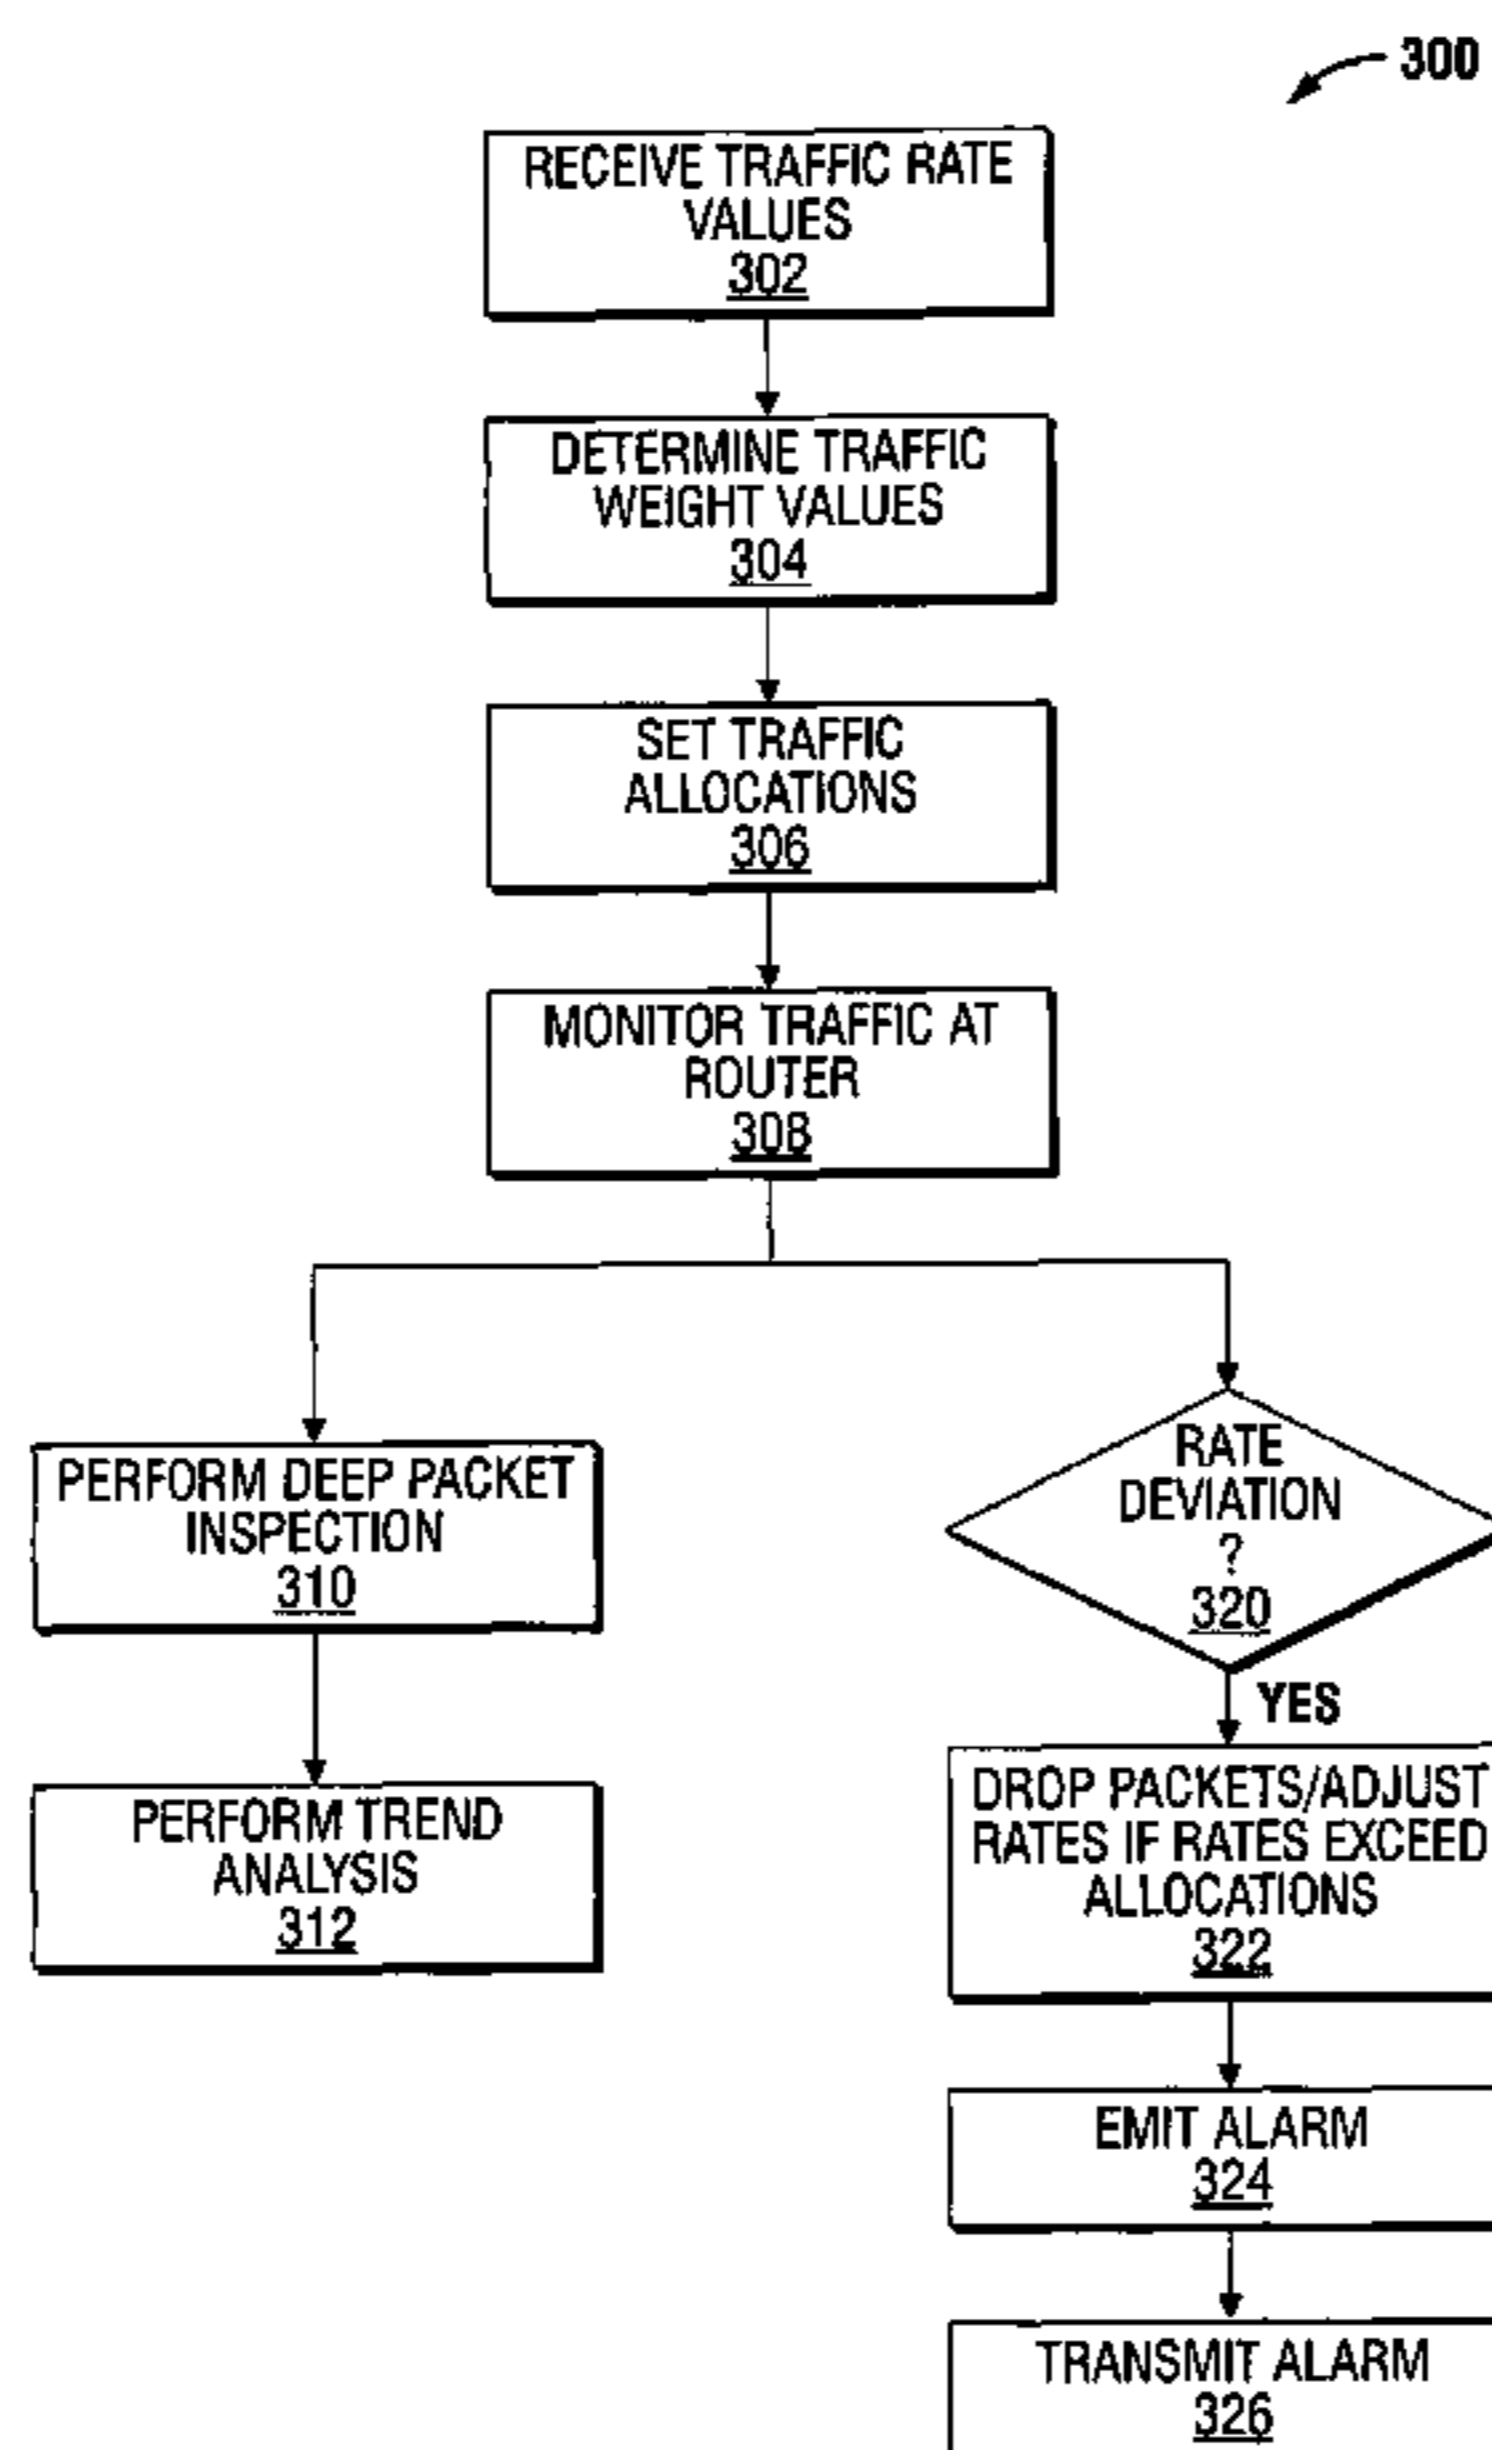 300
RECEIVE TRAFFIC RATE
VALUES
302
DETERMINE TRAFFIC
WEIGHT VALUES
304
SET TRAFFIC
ALLOCATIONS
306
MONITOR TRAFFIC AT
ROUTER
308
PERFORM DEEP PACKET
INSPECTION
310
PERFORM TREND
ANALYSIS
312
RATE
DEVIATION
?
320
YES
DROP PACKETS/ADJUST
RATES IF RATES EXCEED
ALLOCATIONS
322
EMIT ALARM
324
TRANSMIT ALARM
326